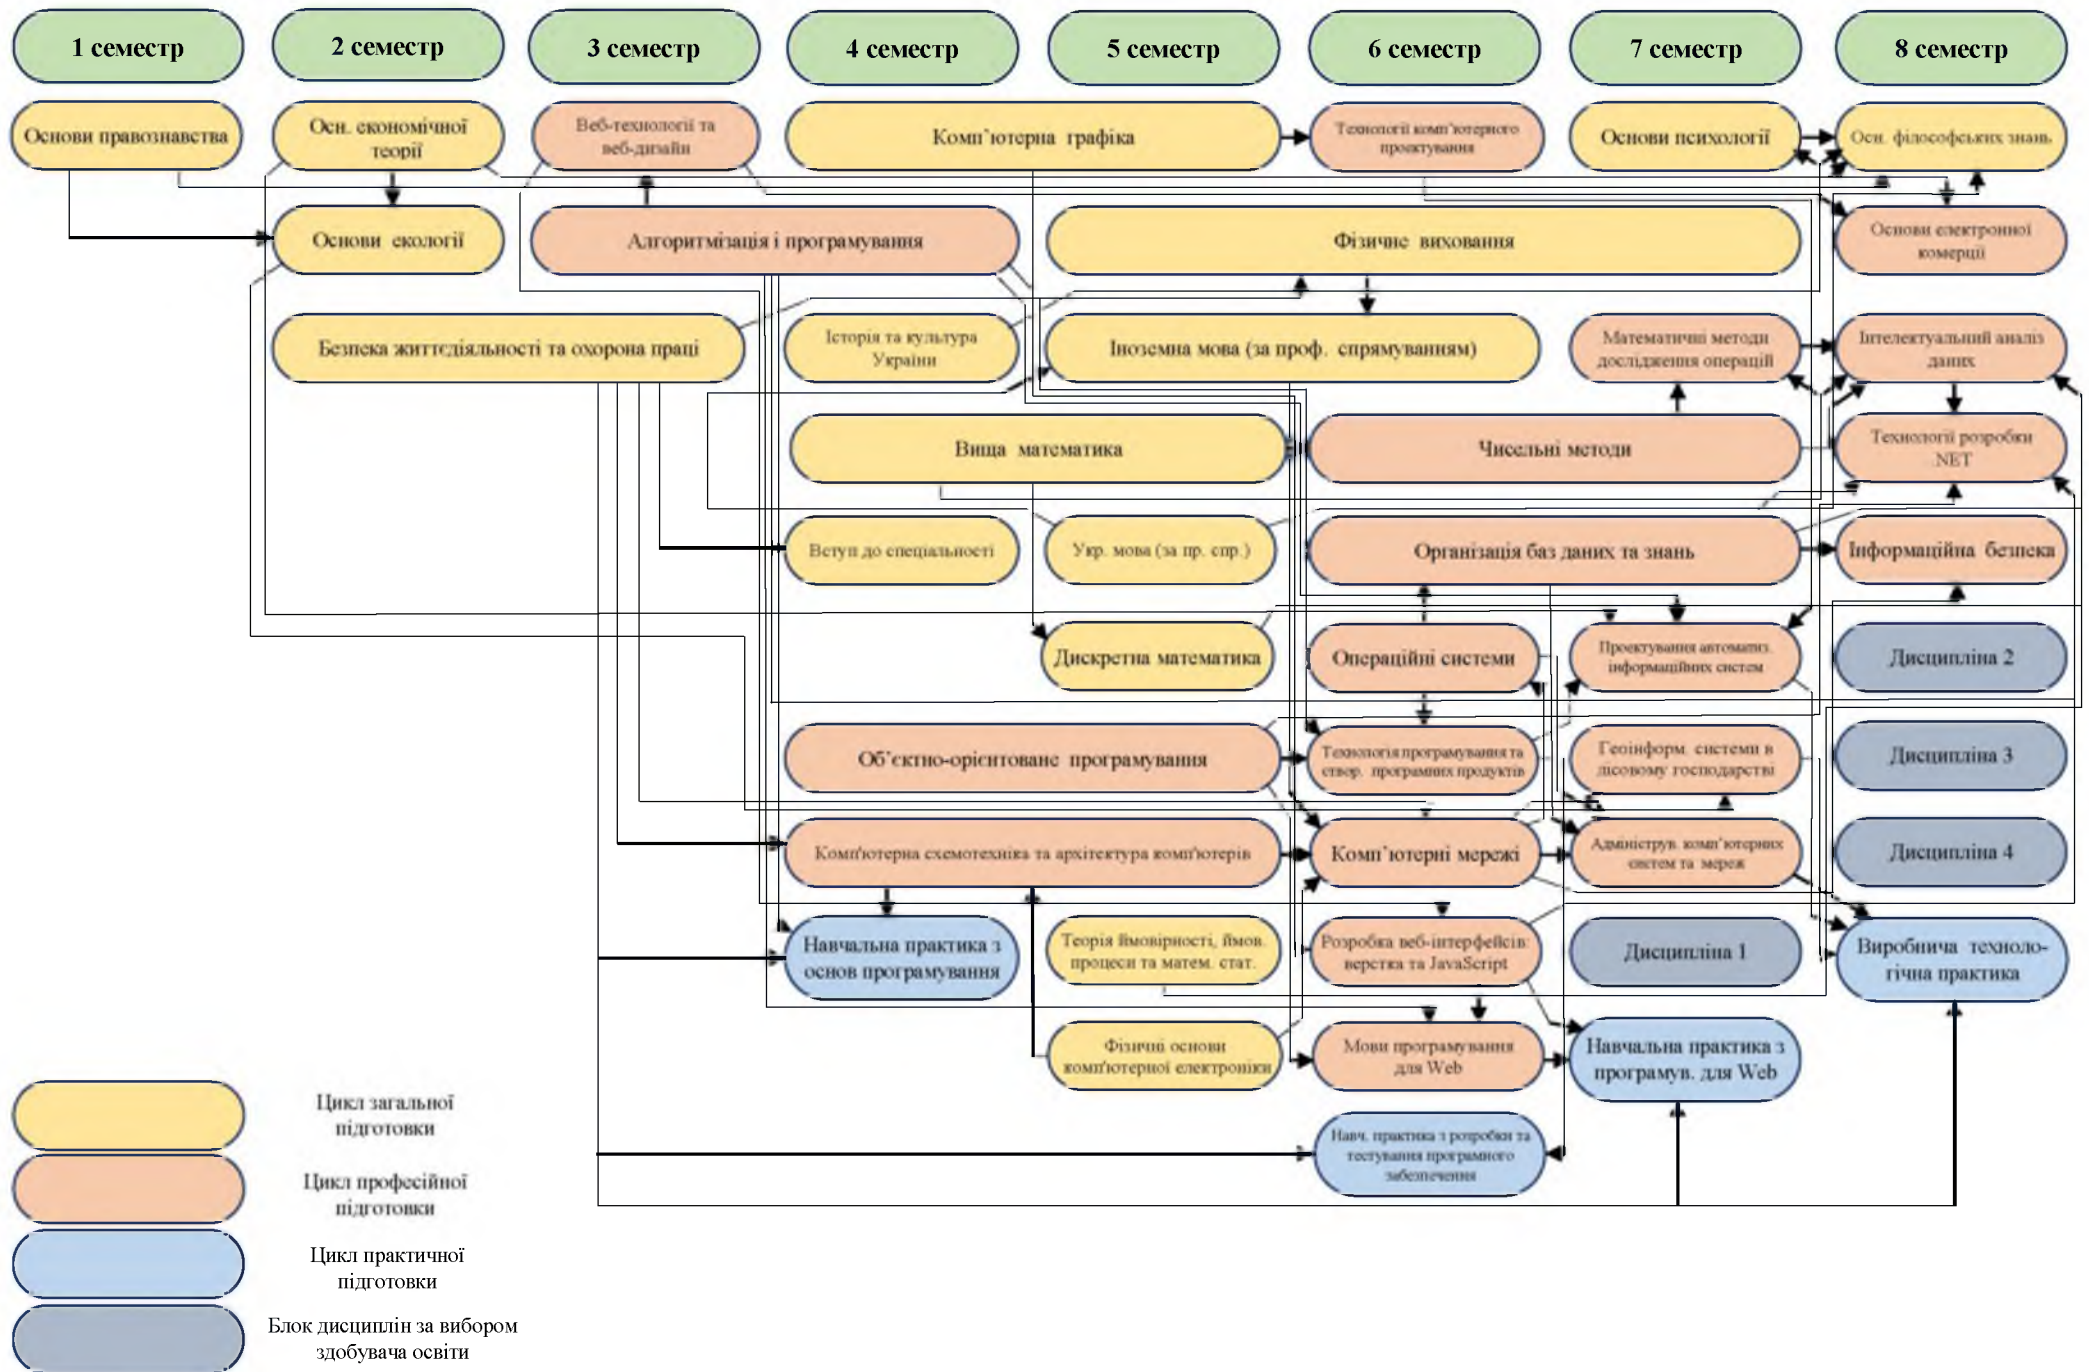 1 семестр
2 семестр
3 семестр
4 семестр
5 семестр
6 семестр
7 семестр
8 семестр
Основи правознавства
Осн. економічної
теорії
Веб-технології та
веб-дизайн
Комп'ютерна графіка
Технології комп'ютерного
проектування
Основи психології
Осн. філософських знань
Основи екології
Алгоритмізація і програмування
Фізичне виховання
Основи електронної
комерції
Безпека життєдіяльності та охорона праці
Історія та культура
України
Іноземна мова (за проф. спрямуванням)
Математичні методи
дослідження операцій
Інтелектуальний аналіз
даних
Вища математика
Чисельні методи
Технології розробки
.NET
Вступ до спеціальності
Укр. мова (за пр. спр.)
Організація баз даних та знань
Інформаційна безпека
Дискретна математика
Операційні системи
Проектування автоматиз.
інформаційних систем
Дисципліна 2
Об'єктно-орієнтоване програмування
Технологія програмування та
створ. програмних продуктів
Геоінформ. системи в
лісовому господарстві
Дисципліна 3
Комп'ютерна схемотехніка та архітектура комп'ютерів
Комп'ютерні мережі
Адмініструв. комп'ютерних
систем та мереж
Дисципліна 4
Навчальна практика з
основ програмування
Теорія ймовірності, ймов.
процеси та матем. стат.
Розробка веб-інтерфейсів:
верстка та JavaScript
Дисципліна 1
Виробнича техноло-
гічна практика
Фізичні основи
комп'ютерної електроніки
Мови програмування
для Web
Навчальна практика з
програмув. для Web
Навч. практика з розробки та
тестування програмного
забезпечення
Цикл загальної
підготовки
Цикл професійної
підготовки
Цикл практичної
підготовки
Блок дисциплін за вибором
здобувача освіти